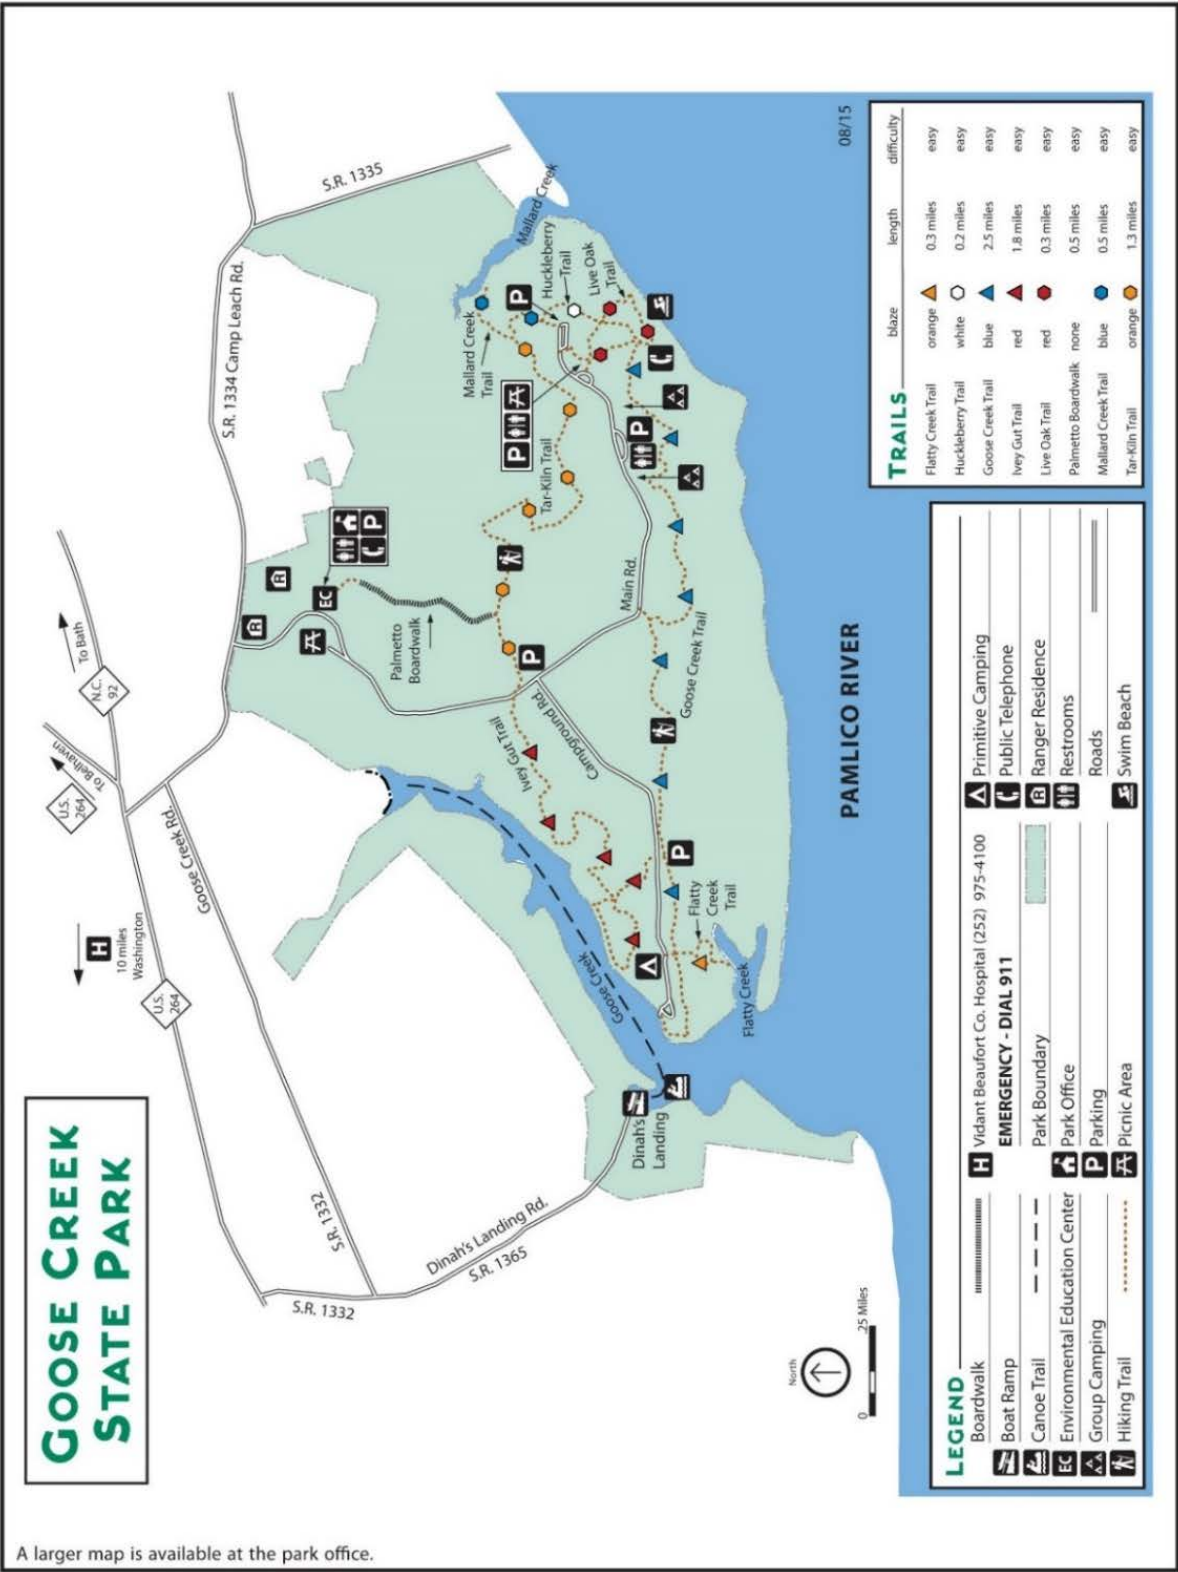 GOOSE CREEK
STATE PARK
U.S.
264
To Belhaven
N.C.
92
To Bath
H
10 miles
Washington
U.S.
264
Goose Creek Rd.
S.R. 1332
S.R. 1332
Dinah's Landing Rd.
S.R. 1365
S.R. 1334 Camp Leach Rd.
S.R. 1335
R
R
EC
P
Palmetto
Boardwalk
P
Ivey Gut Trail
Campground Rd.
Main Rd.
Tar-Kiln Trail
P
Mallard Creek
Trail
P
Mallard Creek
Huckleberry
Trail
Live Oak
Trail
P
Goose Creek Trail
P
Flatty
Creek
Trail
Flatty Creek
Goose Creek
Dinah's
Landing
PAMLICO RIVER
08/15
North
0
.25 Miles
LEGEND
Boardwalk
Boat Ramp
Canoe Trail
EC Environmental Education Center
Group Camping
Hiking Trail
H Vidant Beaufort Co. Hospital (252) 975-4100
EMERGENCY - DIAL 911
Park Boundary
Park Office
P Parking
Picnic Area
Primitive Camping
Public Telephone
R Ranger Residence
Restrooms
Roads
Swim Beach
TRAILS blaze length difficulty
Flatty Creek Trail orange 0.3 miles easy
Huckleberry Trail white 0.2 miles easy
Goose Creek Trail blue 2.5 miles easy
Ivey Gut Trail red 1.8 miles easy
Live Oak Trail red 0.3 miles easy
Palmetto Boardwalk none 0.5 miles easy
Mallard Creek Trail blue 0.5 miles easy
Tar-Kiln Trail orange 1.3 miles easy
A larger map is available at the park office.